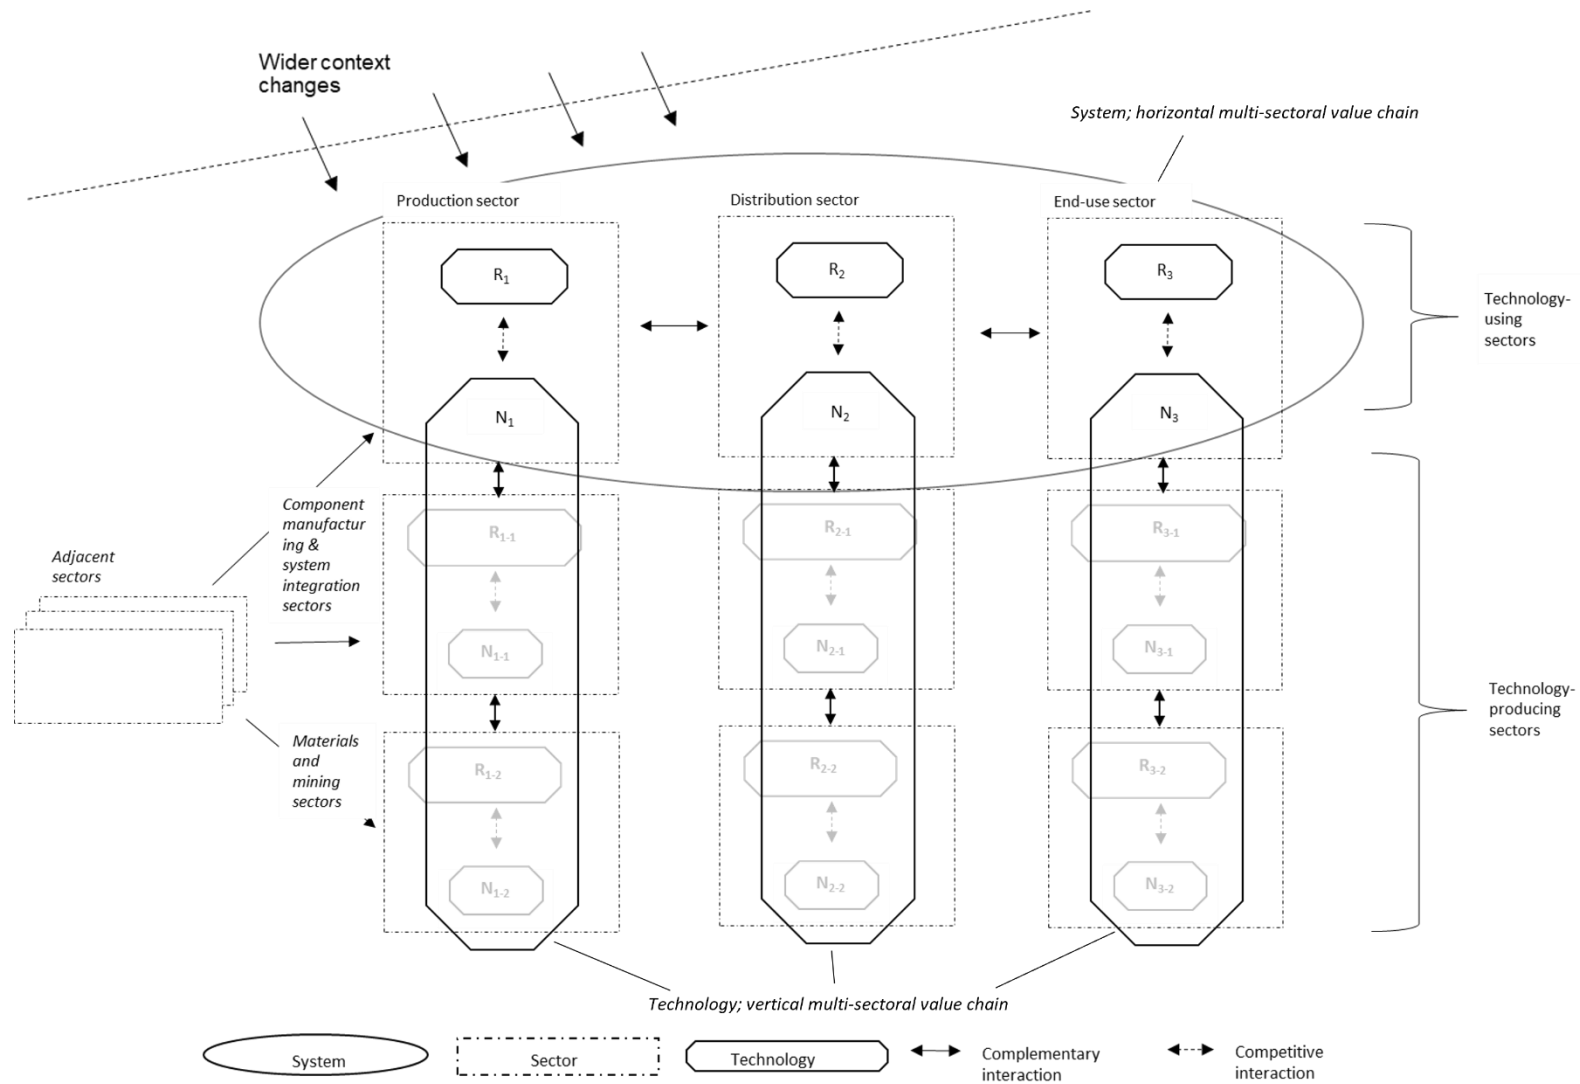 Wider context
changes
System; horizontal multi-sectoral value chain
Production sector
Distribution sector
End-use sector
R1
R2
R3
Technology-
using
sectors
N1
N2
N3
Component
manufactur
ing &
system
integration
sectors
R1-1
R2-1
R3-1
Adjacent
sectors
N1-1
N2-1
N3-1
Technology-
producing
sectors
Materials
and
mining
sectors
R1-2
R2-2
R3-2
N1-2
N2-2
N3-2
Technology; vertical multi-sectoral value chain
System
Sector
Technology
Complementary
interaction
Competitive
interaction